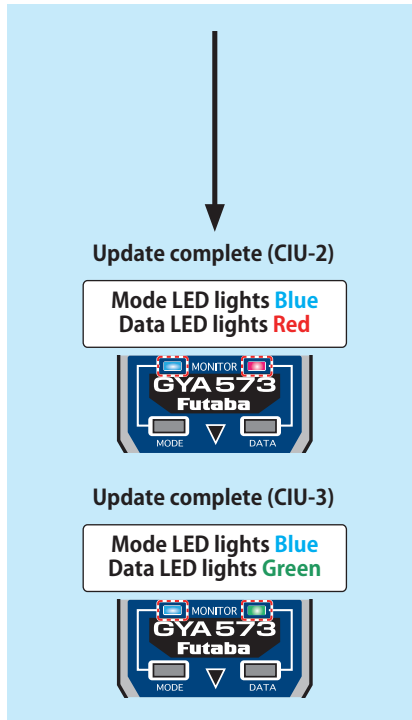 Update complete (CIU-2)
Mode LED lights Blue
Data LED lights Red
MONITOR
GYA573
Futaba
MODE DATA
Update complete (CIU-3)
Mode LED lights Blue
Data LED lights Green
MONITOR
GYA573
Futaba
MODE DATA